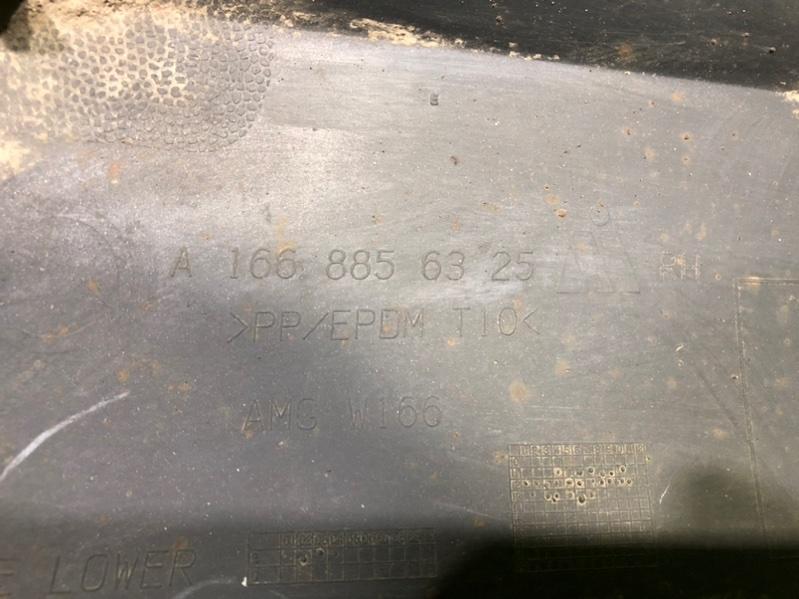 A 166 885 63 25 RH
>PP/EPDM T10<
AMG W166
E LOWER